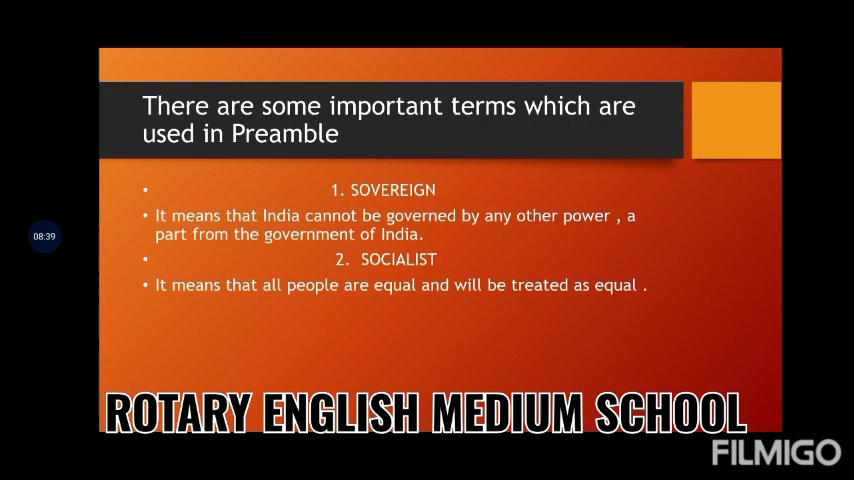 There are some important terms which are
used in Preamble
• 1. SOVEREIGN
• It means that India cannot be governed by any other power , a
part from the government of India.
• 2. SOCIALIST
• It means that all people are equal and will be treated as equal .
08:39
ROTARY ENGLISH MEDIUM SCHOOL
FILMIGO